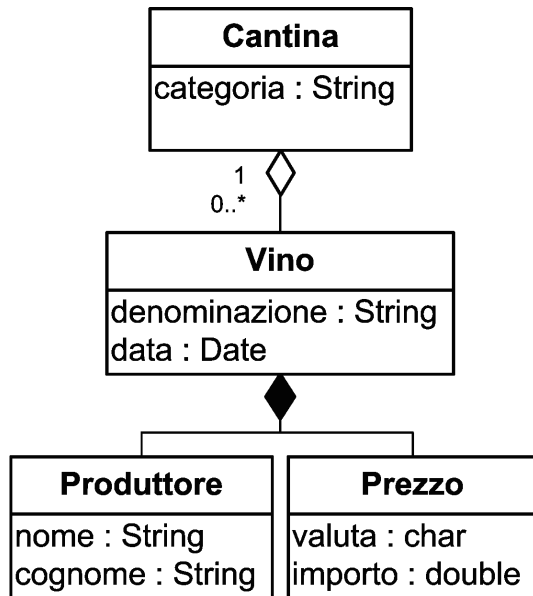 Cantina
categoria : String
1
0..*
Vino
denominazione : String
data : Date
Produttore
nome : String
cognome : String
Prezzo
valuta : char
importo : double